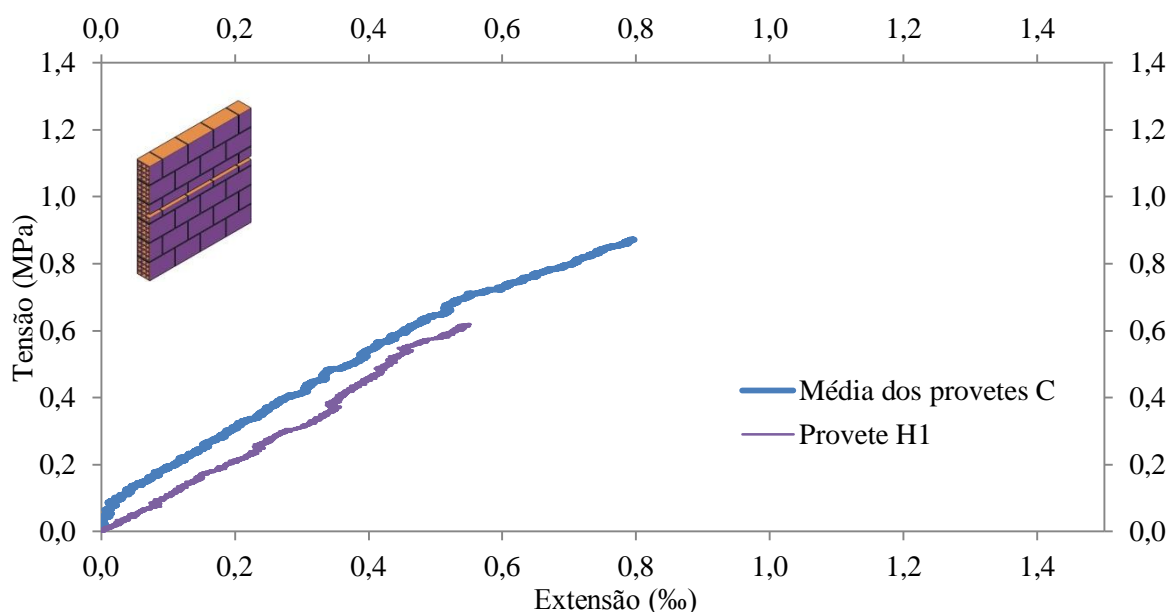 0,0 0,2 0,4 0,6 0,8 1,0 1,2 1,4
1,4 1,4
1,2 1,2
1,0 1,0
0,8 0,8
0,6 0,6
0,4 0,4
0,2 0,2
0,0 0,0
Tensão (MPa)
Média dos provetes C
Provete H1
0,0 0,2 0,4 0,6 0,8 1,0 1,2 1,4
Extensão (‰)